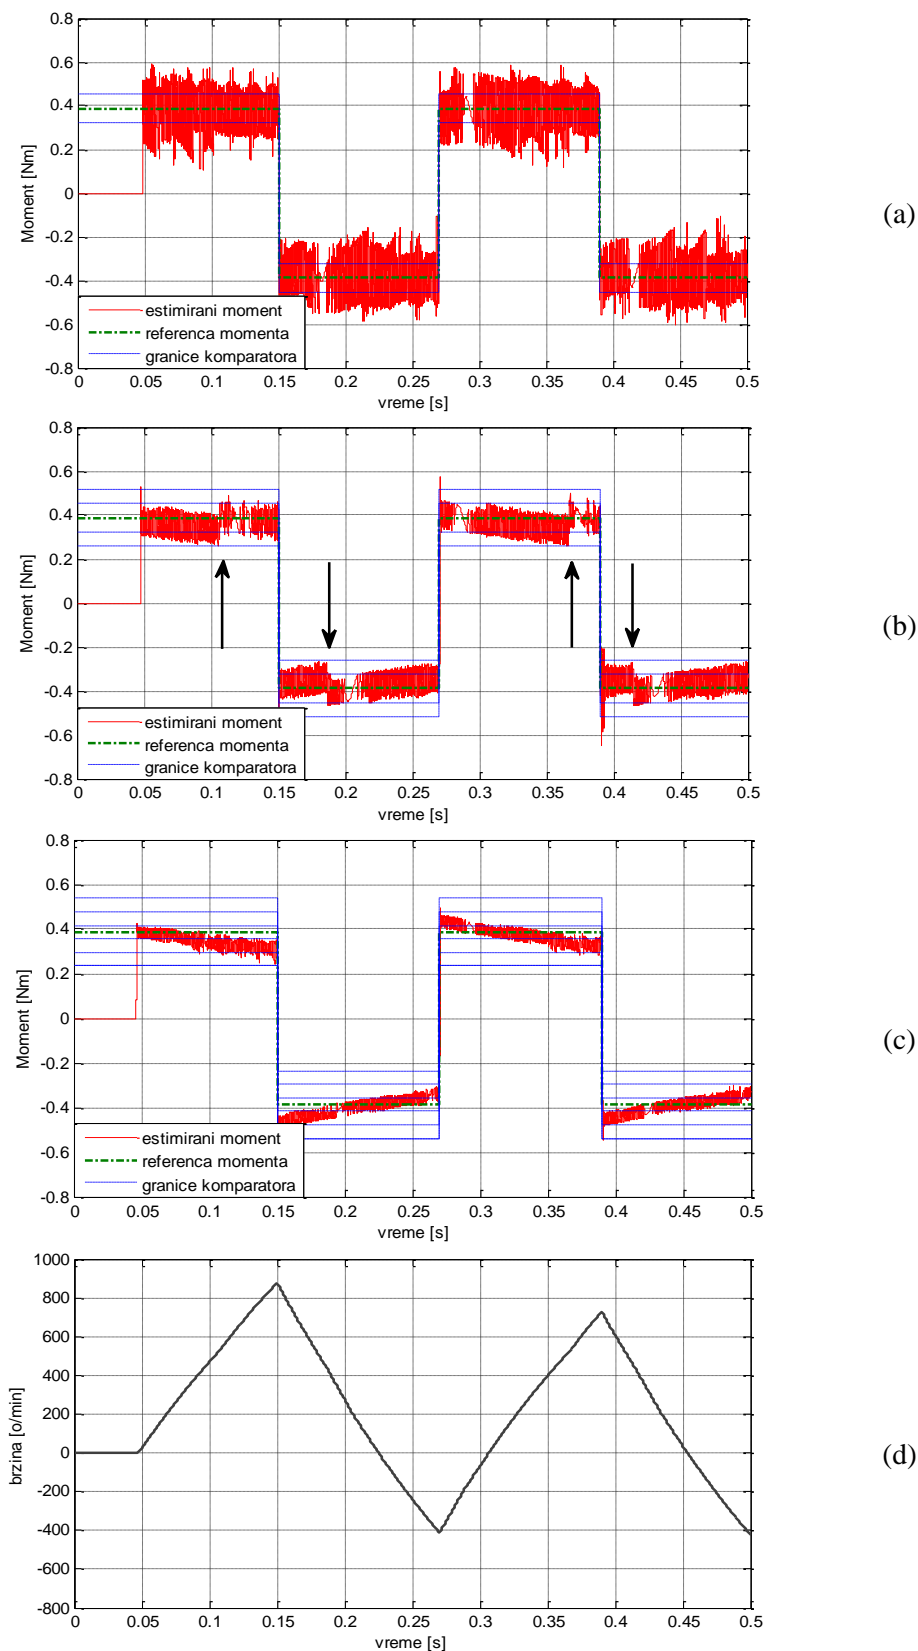 0.8
0.6
0.4
0.2
0
-0.2
-0.4
-0.6
-0.8
Moment [Nm]
estimirani moment
referenca momenta
granice komparatora
0 0.05 0.1 0.15 0.2 0.25 0.3 0.35 0.4 0.45 0.5
vreme [s]
(a)
0.8
0.6
0.4
0.2
0
-0.2
-0.4
-0.6
-0.8
Moment [Nm]
estimirani moment
referenca momenta
granice komparatora
0 0.05 0.1 0.15 0.2 0.25 0.3 0.35 0.4 0.45 0.5
vreme [s]
(b)
0.8
0.6
0.4
0.2
0
-0.2
-0.4
-0.6
-0.8
Moment [Nm]
estimirani moment
referenca momenta
granice komparatora
0 0.05 0.1 0.15 0.2 0.25 0.3 0.35 0.4 0.45 0.5
vreme [s]
(c)
1000
800
600
400
200
0
-200
-400
-600
-800
brzina [o/min]
0 0.05 0.1 0.15 0.2 0.25 0.3 0.35 0.4 0.45 0.5
vreme [s]
(d)